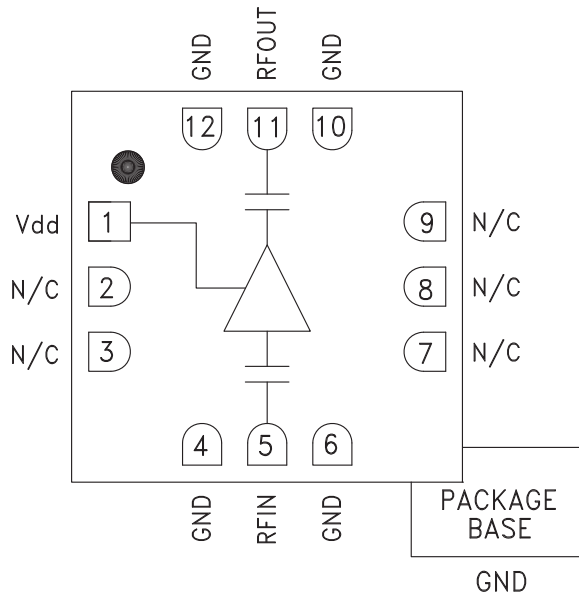 GND RFOUT GND
12 11 10
Vdd 1 9 N/C
N/C 2 8 N/C
N/C 3 7 N/C
4 5 6
GND RFIN GND
PACKAGE
BASE
GND